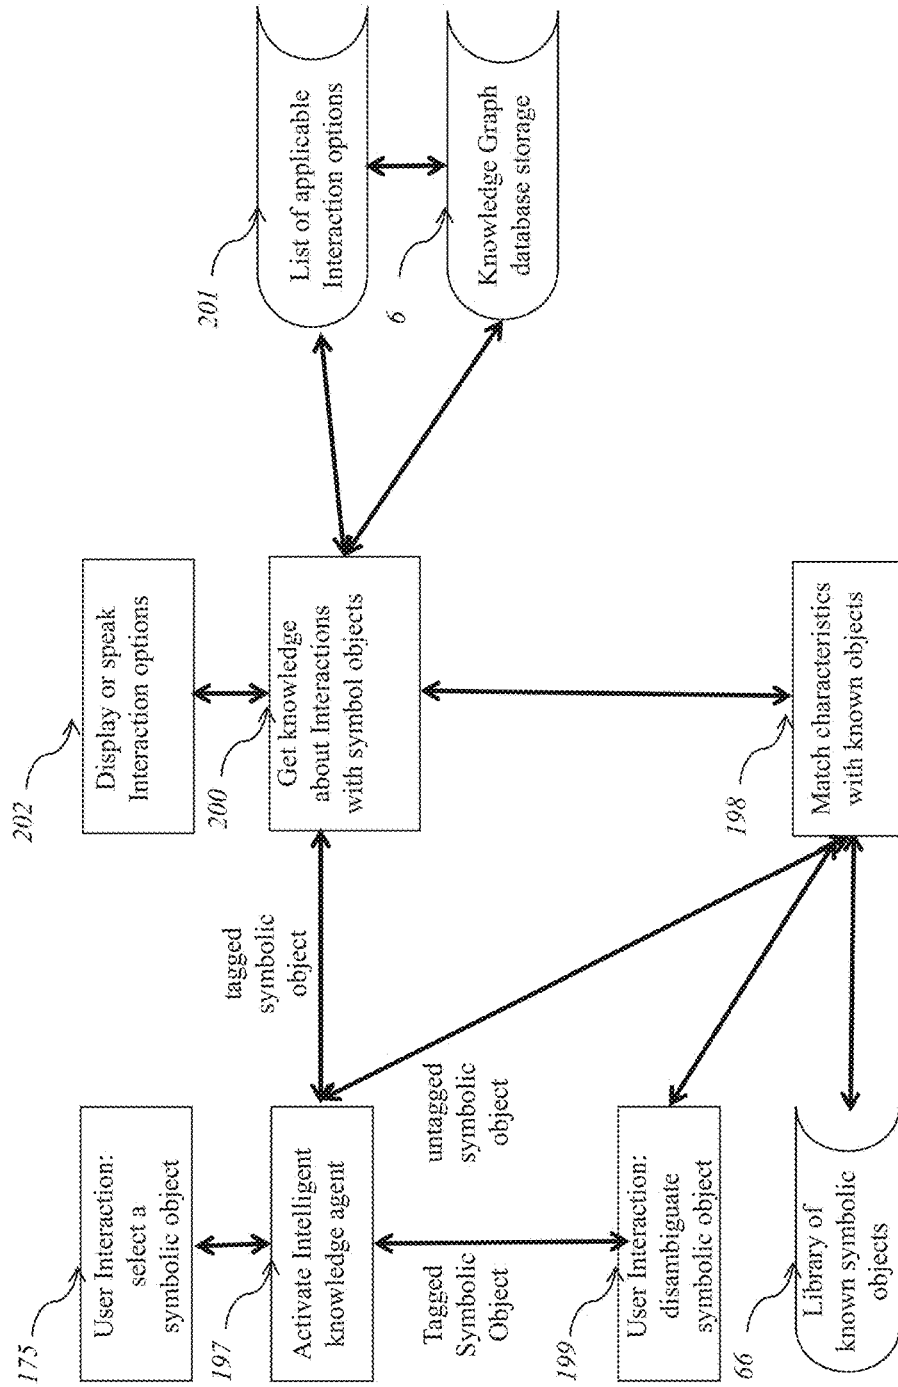 175
User Interaction:
select a
symbolic object
197
Activate Intelligent
knowledge agent
Tagged
Symbolic
Object
199
User Interaction:
disambiguate
symbolic object
66
Library of
known symbolic
objects
tagged
symbolic
object
untagged
symbolic
object
202
Display or speak
Interaction options
200
Get knowledge
about Interactions
with symbol objects
198
Match characteristics
with known objects
201
List of applicable
Interaction options
6
Knowledge Graph
database storage